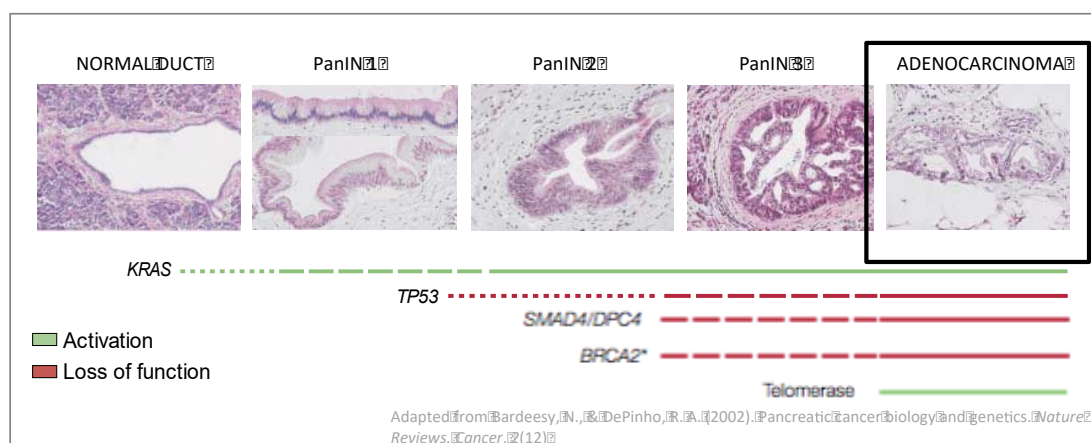 NORMAL DUCT
PanIN 1
PanIN 2
PanIN 3
ADENOCARCINOMA
KRAS
TP53
SMAD4/DPC4
BRCA2*
Telomerase
Activation
Loss of function
Adapted from Bardeesy, N., & DePinho, R. A. (2002). Pancreatic cancer biology and genetics. Nature
Reviews. Cancer, 2(12)